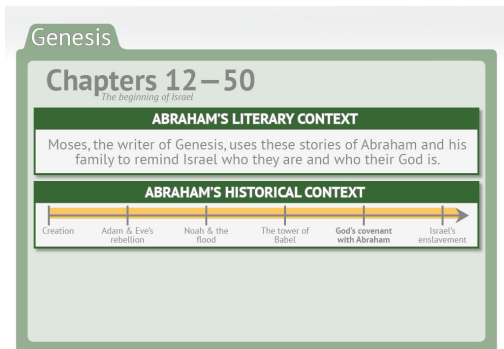 Genesis
Chapters 12—50
The beginning of Israel
ABRAHAM'S LITERARY CONTEXT
Moses, the writer of Genesis, uses these stories of Abraham and his
family to remind Israel who they are and who their God is.
ABRAHAM'S HISTORICAL CONTEXT
Creation
Adam & Eve's
rebellion
Noah & the
flood
The tower of
Babel
God's covenant
with Abraham
Israel's
enslavement